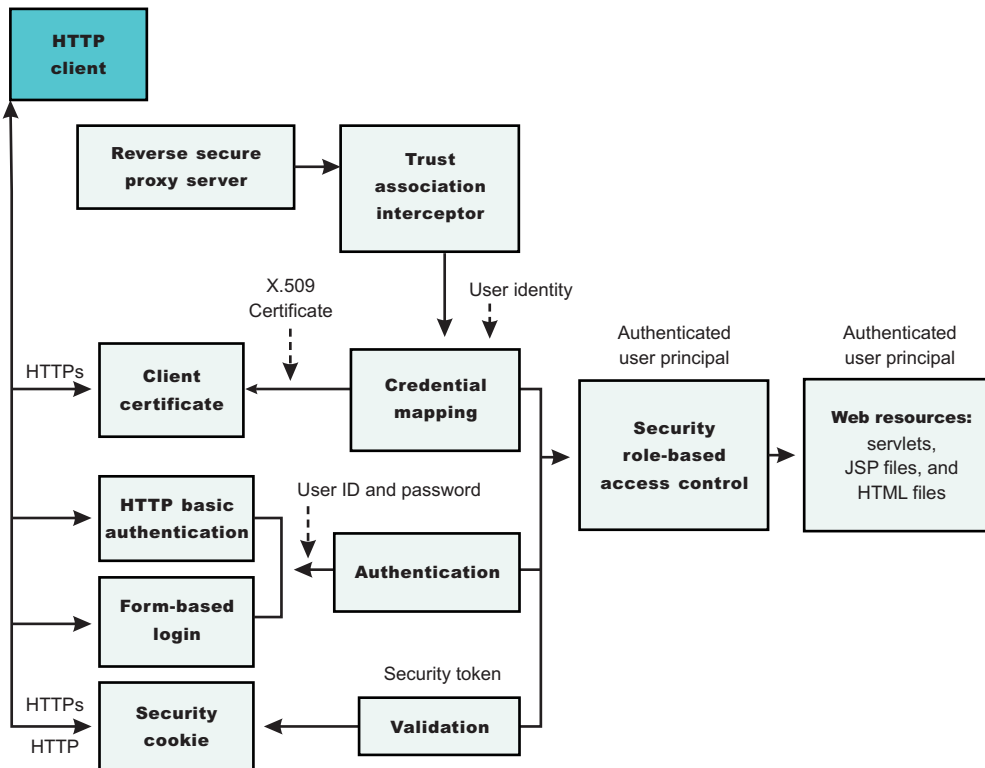 HTTP
client
Reverse secure
proxy server
Trust
association
interceptor
X.509
Certificate
User identity
HTTPs
Client
certificate
Credential
mapping
Authenticated
user principal
Security
role-based
access control
Authenticated
user principal
Web resources:
servlets,
JSP files, and
HTML files
HTTP basic
authentication
User ID and password
Authentication
Form-based
login
HTTPs
HTTP
Security
cookie
Security token
Validation